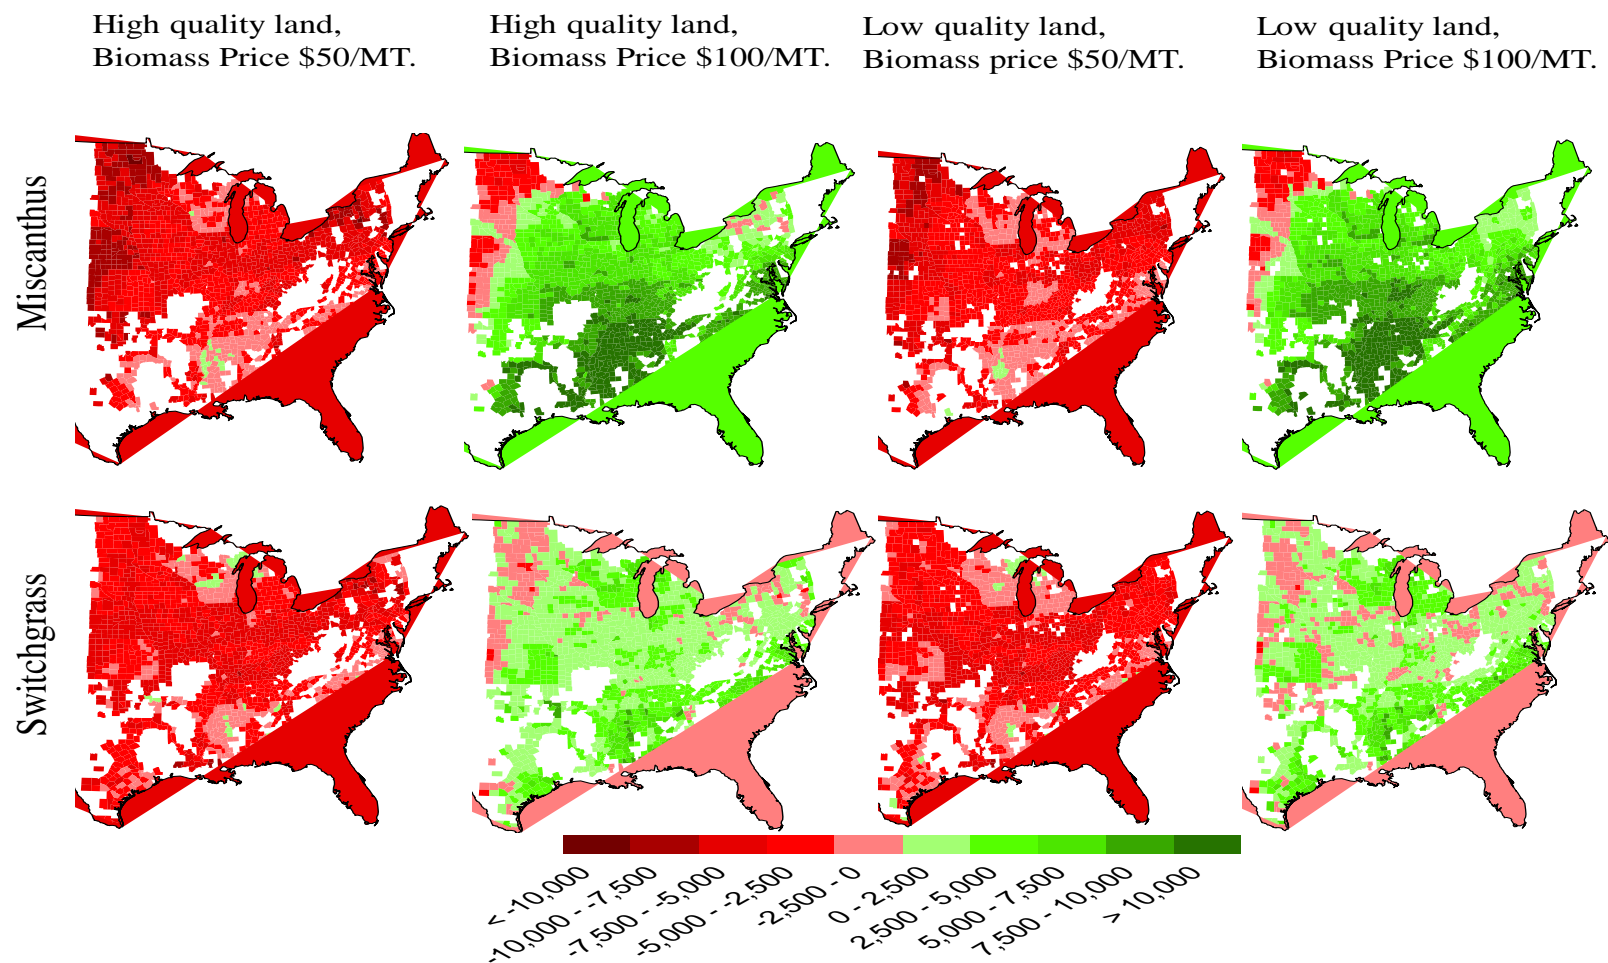 High quality land,
Biomass Price $50/MT.
High quality land,
Biomass Price $100/MT.
Low quality land,
Biomass price $50/MT.
Low quality land,
Biomass Price $100/MT.
Miscanthus
Switchgrass
< -10,000
-10,000 - -7,500
-7,500 - -5,000
-5,000 - -2,500
-2,500 - 0
0 - 2,500
2,500 - 5,000
5,000 - 7,500
7,500 - 10,000
> 10,000